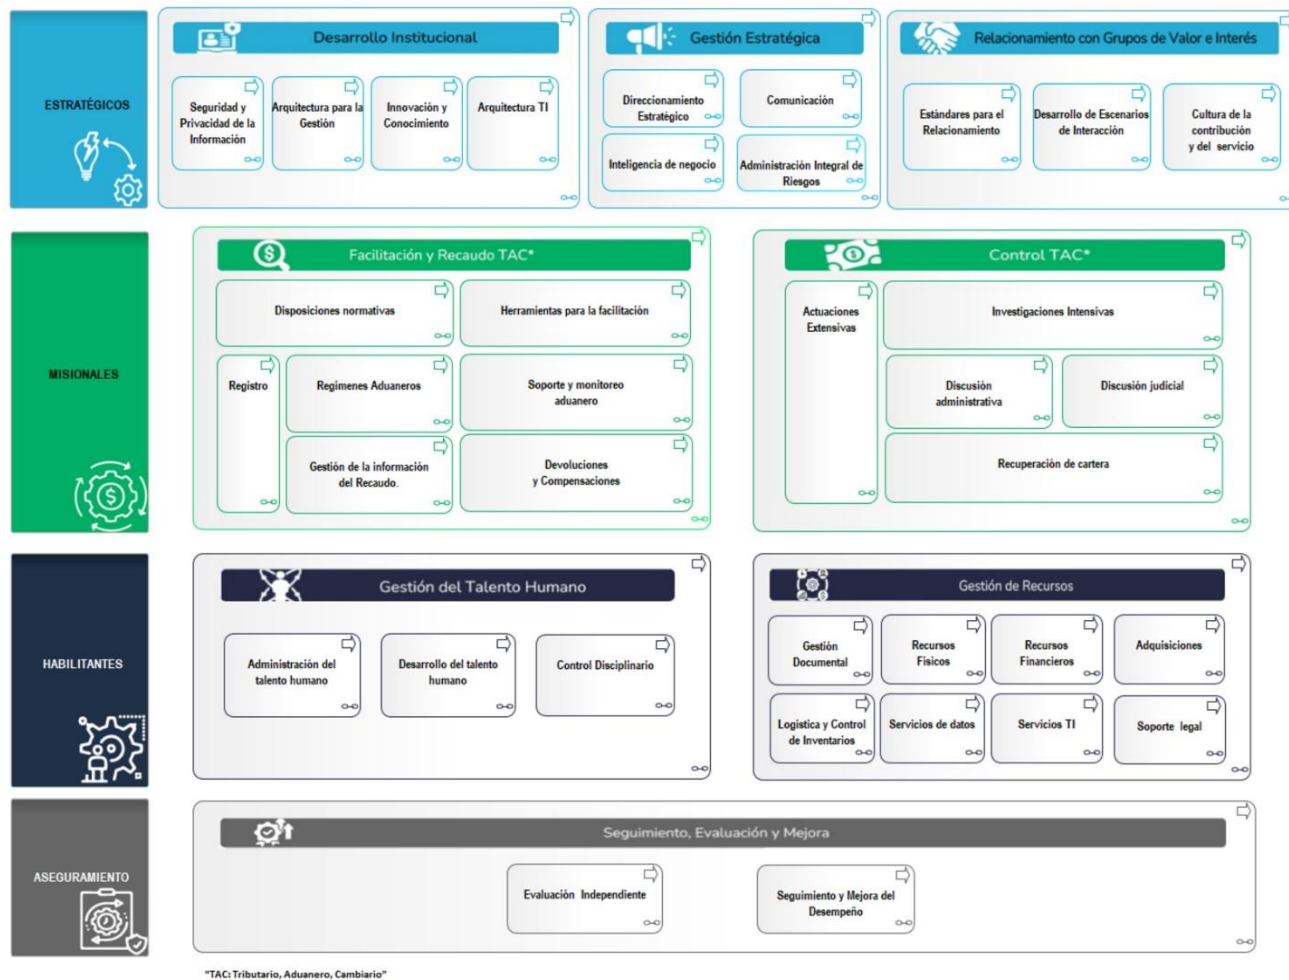 ESTRATÉGICOS
Desarrollo Institucional
Seguridad y
Privacidad de la
Información
Arquitectura para la
Gestión
Innovación y
Conocimiento
Arquitectura TI
Gestión Estratégica
Direccionamiento
Estratégico
Comunicación
Inteligencia de negocio
Administración Integral de
Riesgos
Relacionamiento con Grupos de Valor e Interés
Estándares para el
Relacionamiento
Desarrollo de Escenarios
de Interacción
Cultura de la
contribución
y del servicio
MISIONALES
Facilitación y Recaudo TAC*
Disposiciones normativas
Herramientas para la facilitación
Registro
Regímenes Aduaneros
Soporte y monitoreo
aduanero
Gestión de la información
del Recaudo.
Devoluciones
y Compensaciones
Control TAC*
Actuaciones
Extensivas
Investigaciones Intensivas
Discusión
administrativa
Discusión judicial
Recuperación de cartera
HABILITANTES
Gestión del Talento Humano
Administración del
talento humano
Desarrollo del talento
humano
Control Disciplinario
Gestión de Recursos
Gestión
Documental
Recursos
Físicos
Recursos
Financieros
Adquisiciones
Logística y Control
de Inventarios
Servicios de datos
Servicios TI
Soporte legal
ASEGURAMIENTO
Seguimiento, Evaluación y Mejora
Evaluación Independiente
Seguimiento y Mejora del
Desempeño
"TAC: Tributario, Aduanero, Cambiario"